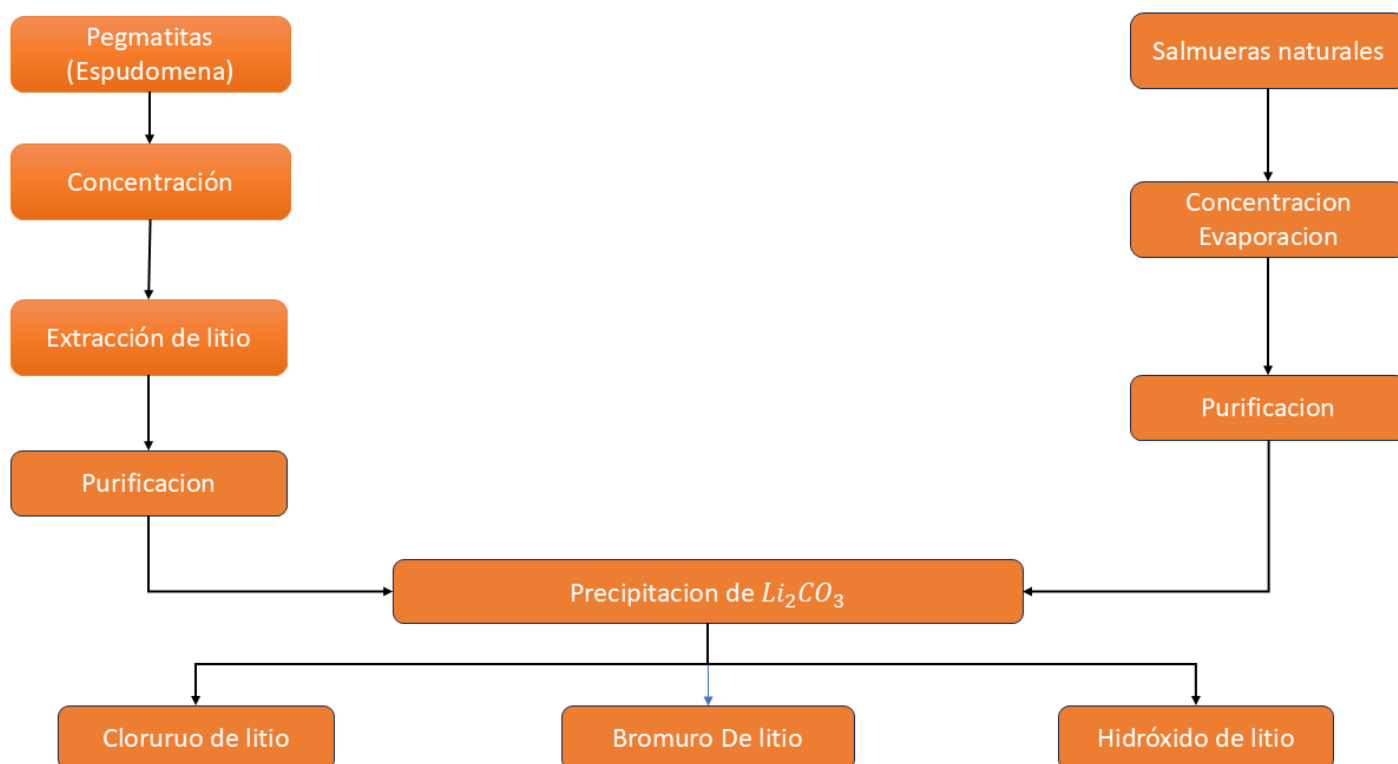 Pegmatitas
(Espudomena)
Salmueras naturales
Concentración
Concentracion
Evaporacion
Extracción de litio
Purificacion
Purificacion
Precipitacion de Li₂CO₃
Cloruruo de litio
Bromuro De litio
Hidróxido de litio